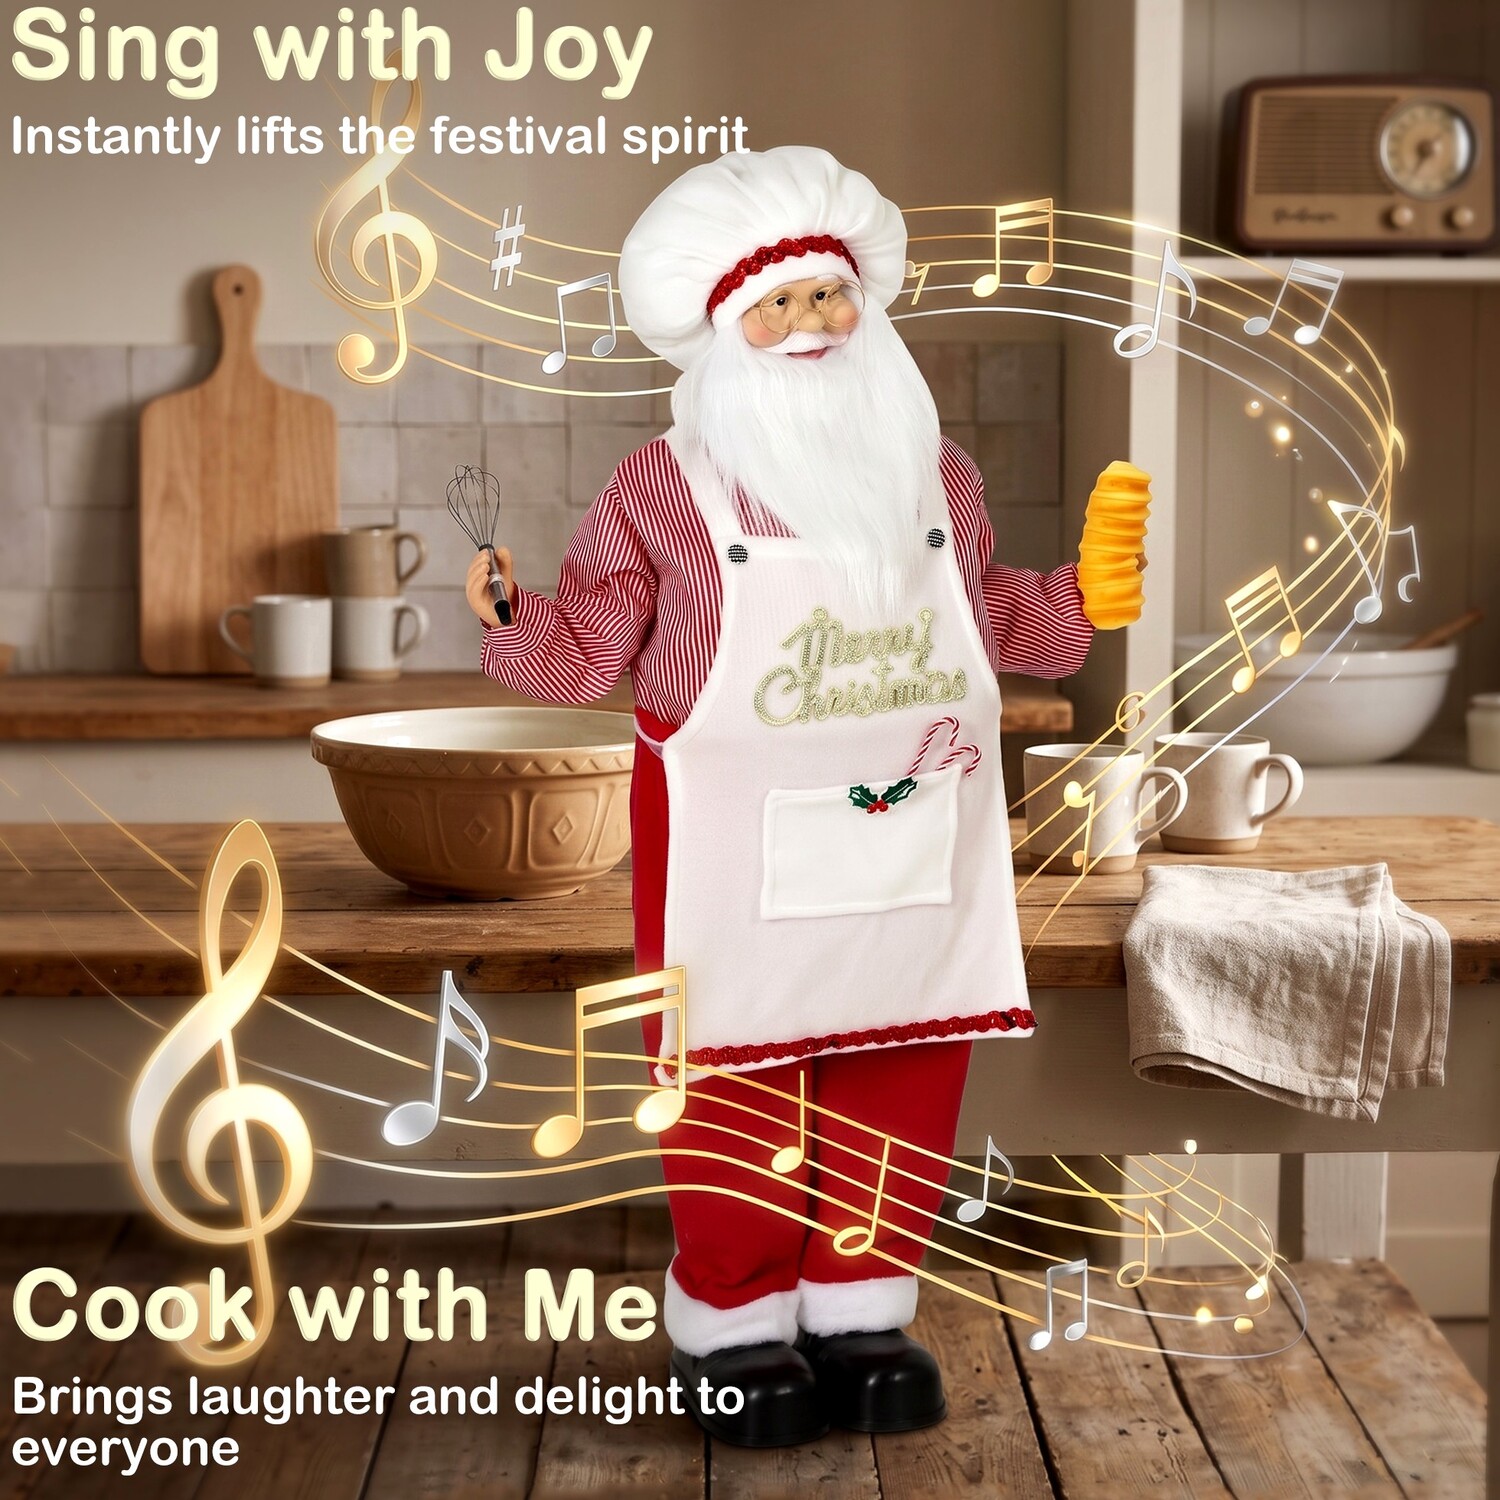 Sing with Joy
Instantly lifts the festival spirit
Merry
Christmas
Cook with Me
Brings laughter and delight to
everyone